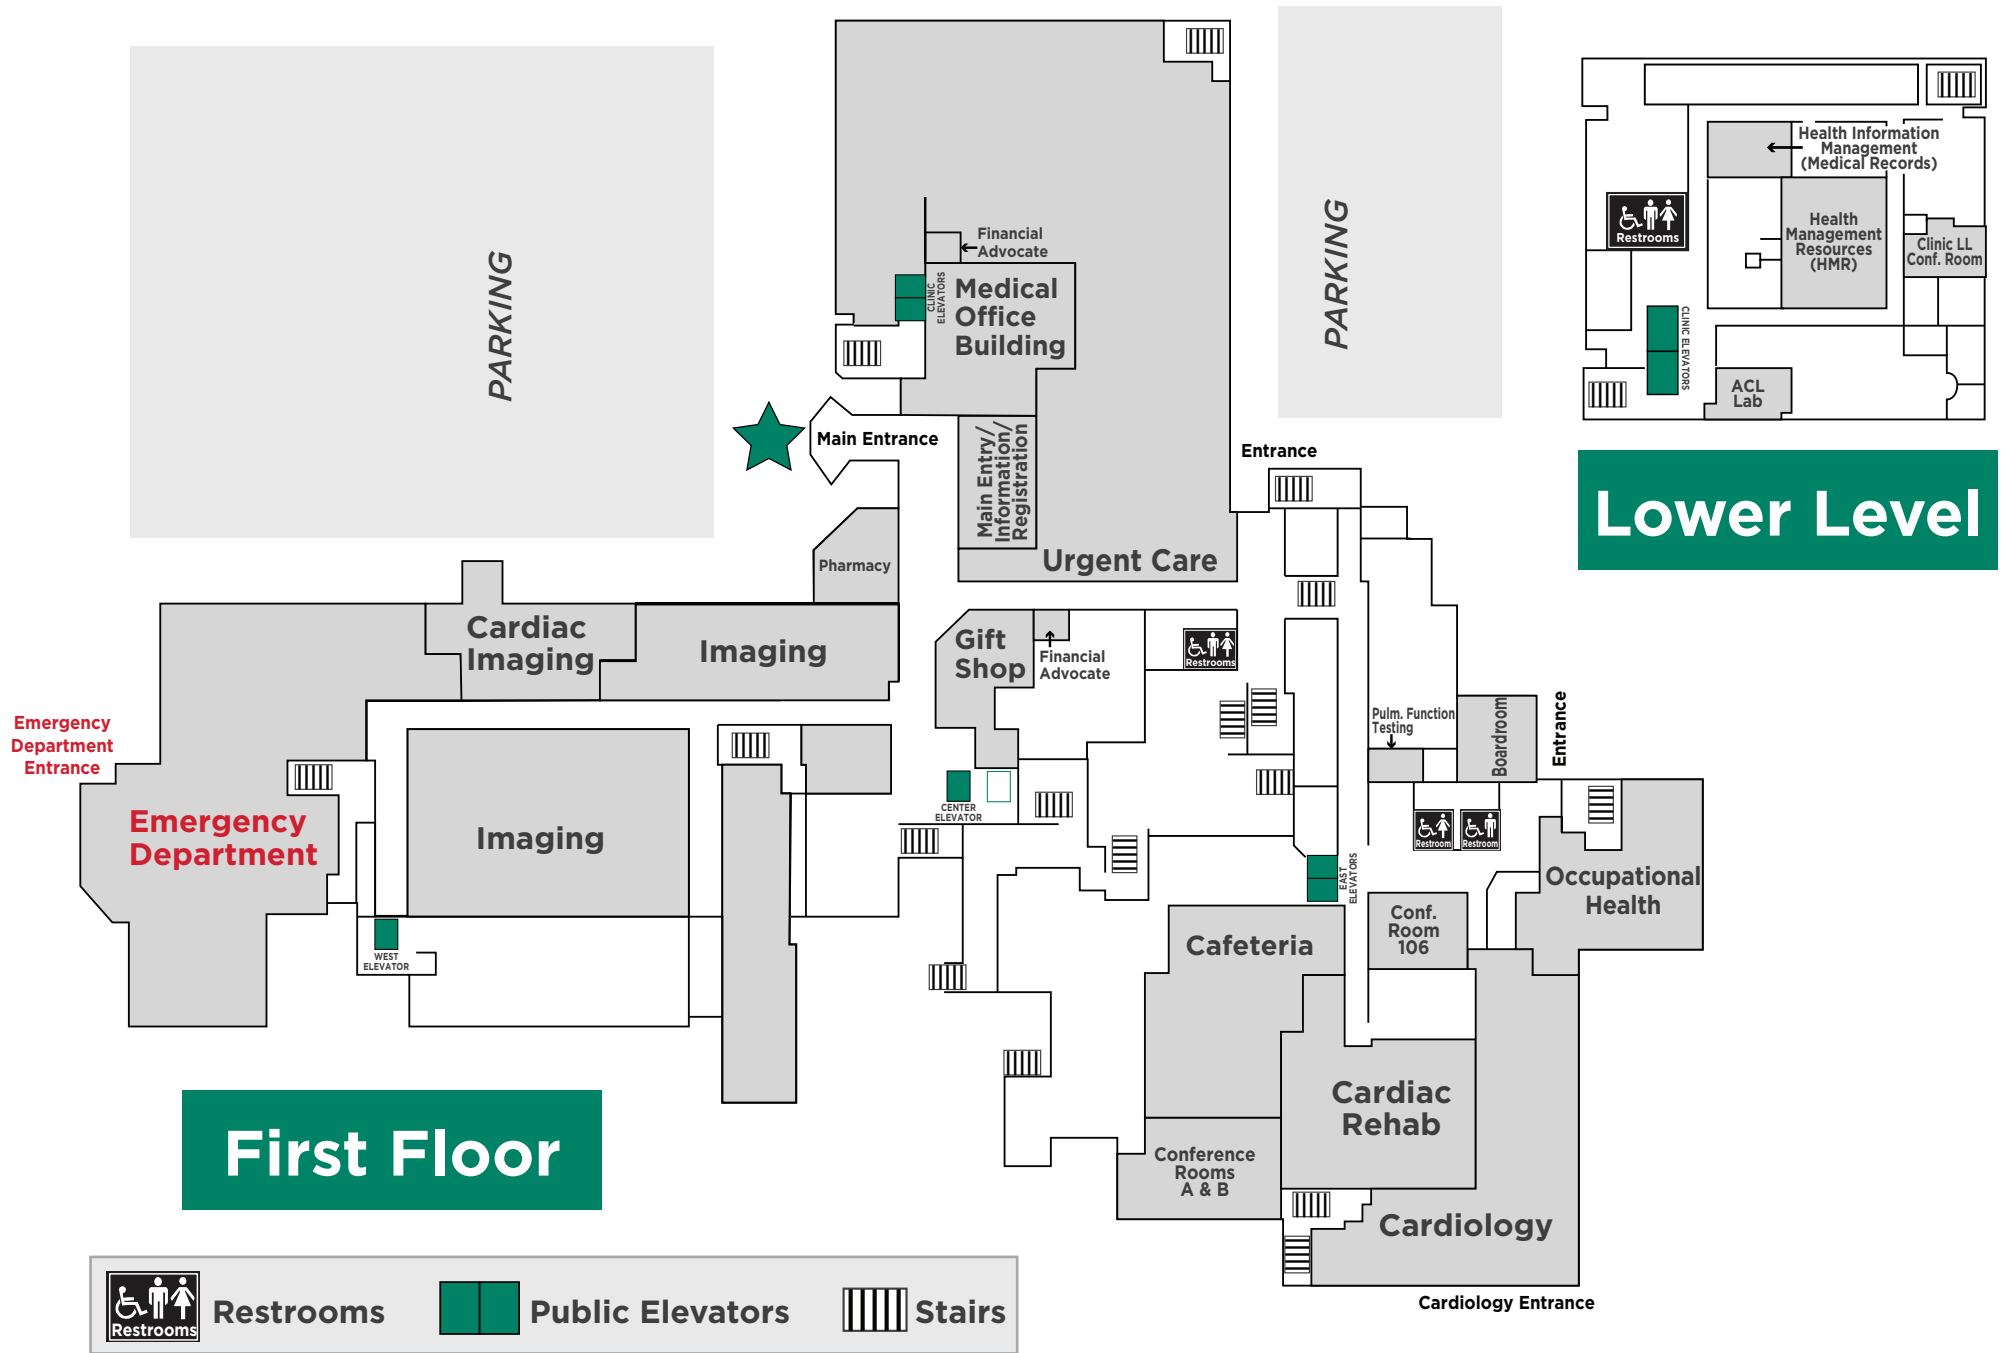 PARKING
PARKING
Financial
Advocate
CLINIC
ELEVATORS
Medical
Office
Building
Main Entrance
Main Entry/
Information/
Registration
Urgent Care
Entrance
Pharmacy
Health Information
Management
(Medical Records)
Restrooms
Health
Management
Resources
(HMR)
Clinic LL
Conf. Room
CLINIC ELEVATORS
ACL
Lab
Lower Level
Cardiac
Imaging
Imaging
Gift
Shop
Financial
Advocate
Restrooms
Pulm. Function
Testing
Boardroom
Entrance
Emergency
Department
Entrance
Emergency
Department
Imaging
CENTER
ELEVATOR
WEST
ELEVATOR
EAST
ELEVATORS
Restroom
Restroom
Occupational
Health
Cafeteria
Conf.
Room
106
Cardiac
Rehab
Conference
Rooms
A & B
Cardiology
Cardiology Entrance
First Floor
Restrooms
Restrooms
Public Elevators
Stairs